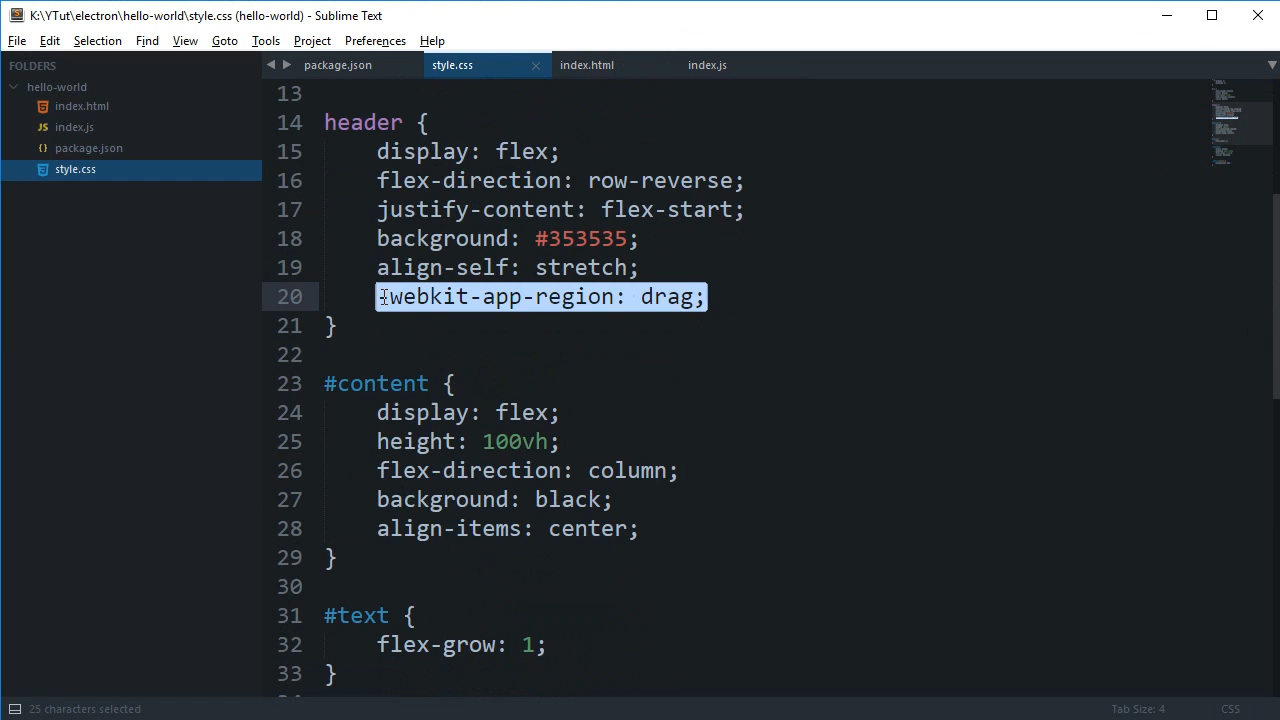 K:\YTut\electron\hello-world\style.css (hello-world) - Sublime Text
File Edit Selection Find View Goto Tools Project Preferences Help
FOLDERS
hello-world
index.html
index.js
package.json
style.css
package.json style.css index.html index.js
13
14 header {
15 display: flex;
16 flex-direction: row-reverse;
17 justify-content: flex-start;
18 background: #353535;
19 align-self: stretch;
20 -webkit-app-region: drag;
21 }
22
23 #content {
24 display: flex;
25 height: 100vh;
26 flex-direction: column;
27 background: black;
28 align-items: center;
29 }
30
31 #text {
32 flex-grow: 1;
33 }
25 characters selected Tab Size: 4 CSS